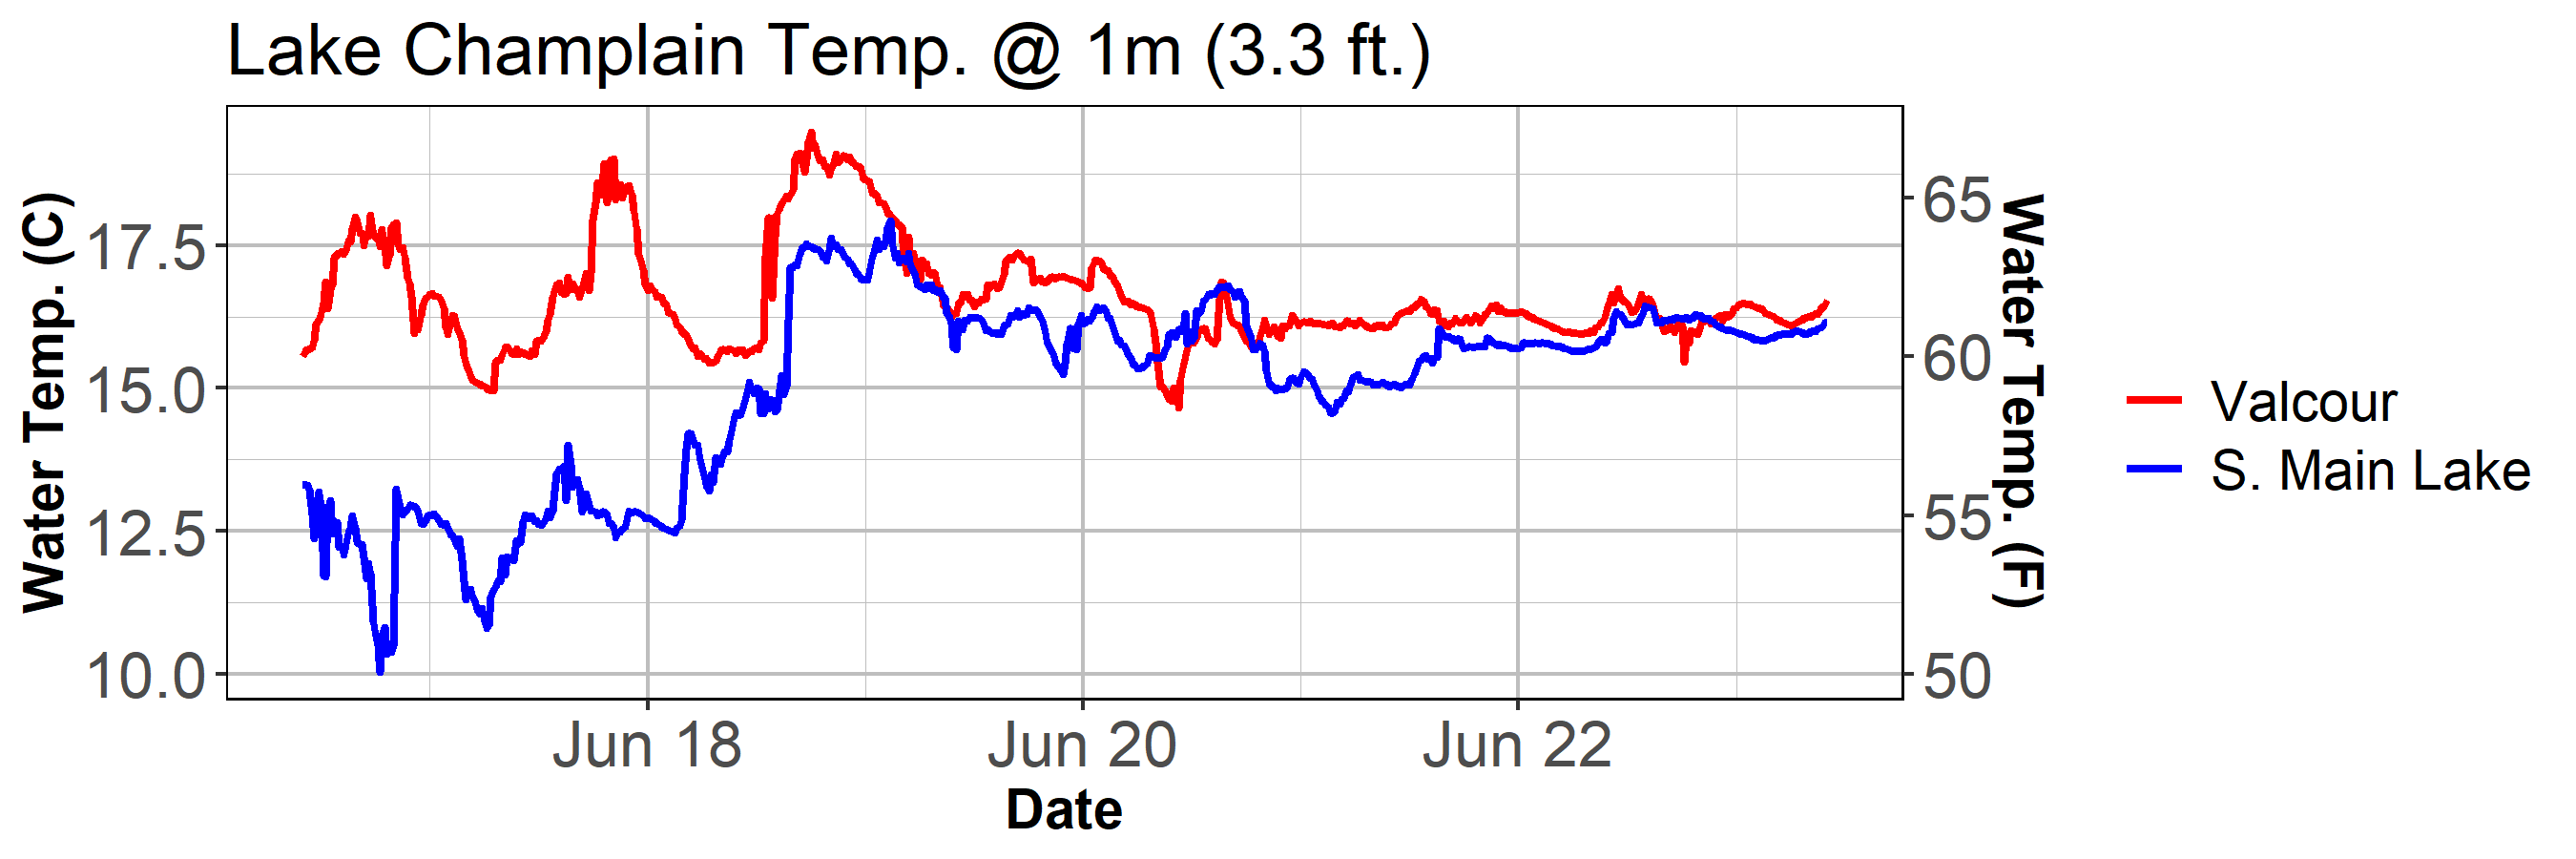 Lake Champlain Temp. @ 1m (3.3 ft.)
Water Temp. (C)
17.5
15.0
12.5
10.0
65
60
55
50
Water Temp. (F)
Jun 18
Jun 20
Jun 22
Date
Valcour
S. Main Lake